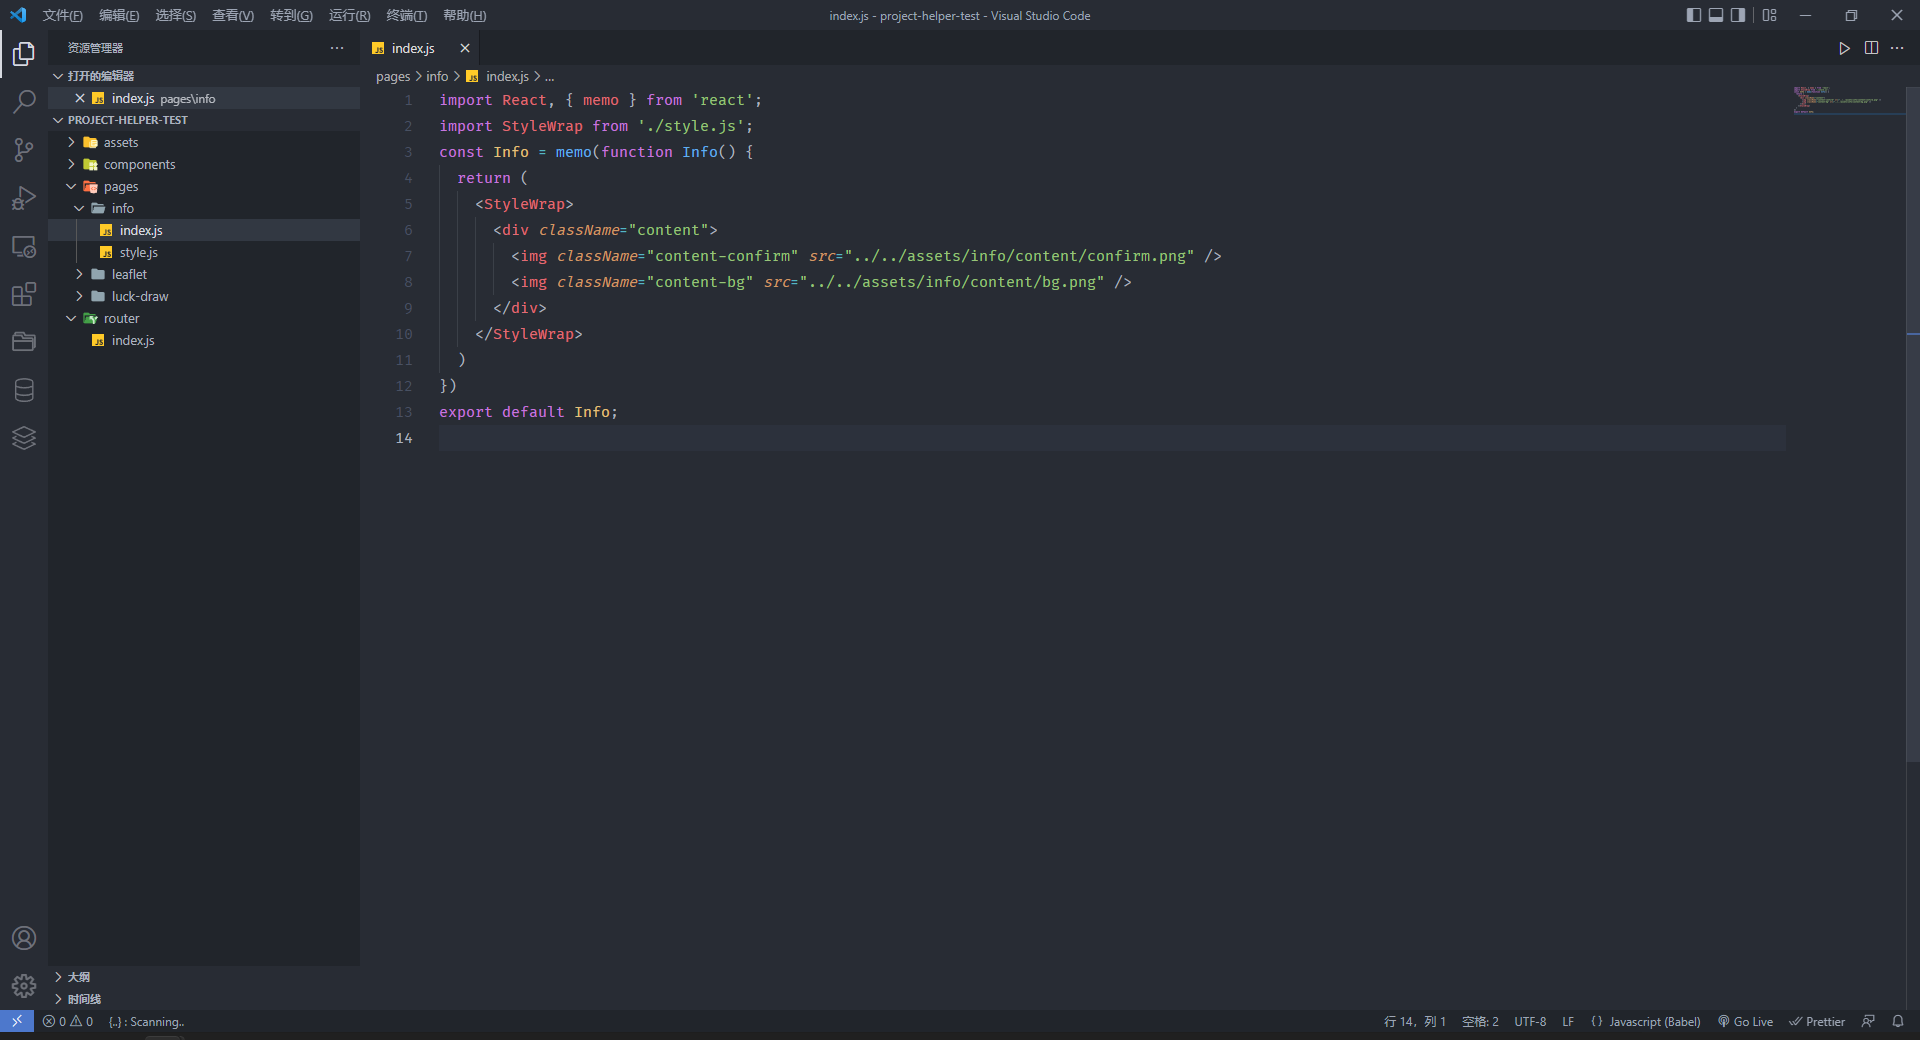 文件(F) 编辑(E) 选择(S) 查看(V) 转到(G) 运行(R) 终端(T) 帮助(H)
index.js - project-helper-test - Visual Studio Code
资源管理器
打开的编辑器
index.js pages\info
PROJECT-HELPER-TEST
assets
components
pages
info
index.js
style.js
leaflet
luck-draw
router
index.js
大纲
时间线
index.js
pages > info > index.js > ...
1 import React, { memo } from 'react';
2 import StyleWrap from './style.js';
3 const Info = memo(function Info() {
4 return (
5 <StyleWrap>
6 <div className="content">
7 <img className="content-confirm" src="../../assets/info/content/confirm.png" />
8 <img className="content-bg" src="../../assets/info/content/bg.png" />
9 </div>
10 </StyleWrap>
11 )
12 })
13 export default Info;
14
0 0 {..} : Scanning..
行 14，列 1 空格: 2 UTF-8 LF {} Javascript (Babel) Go Live Prettier